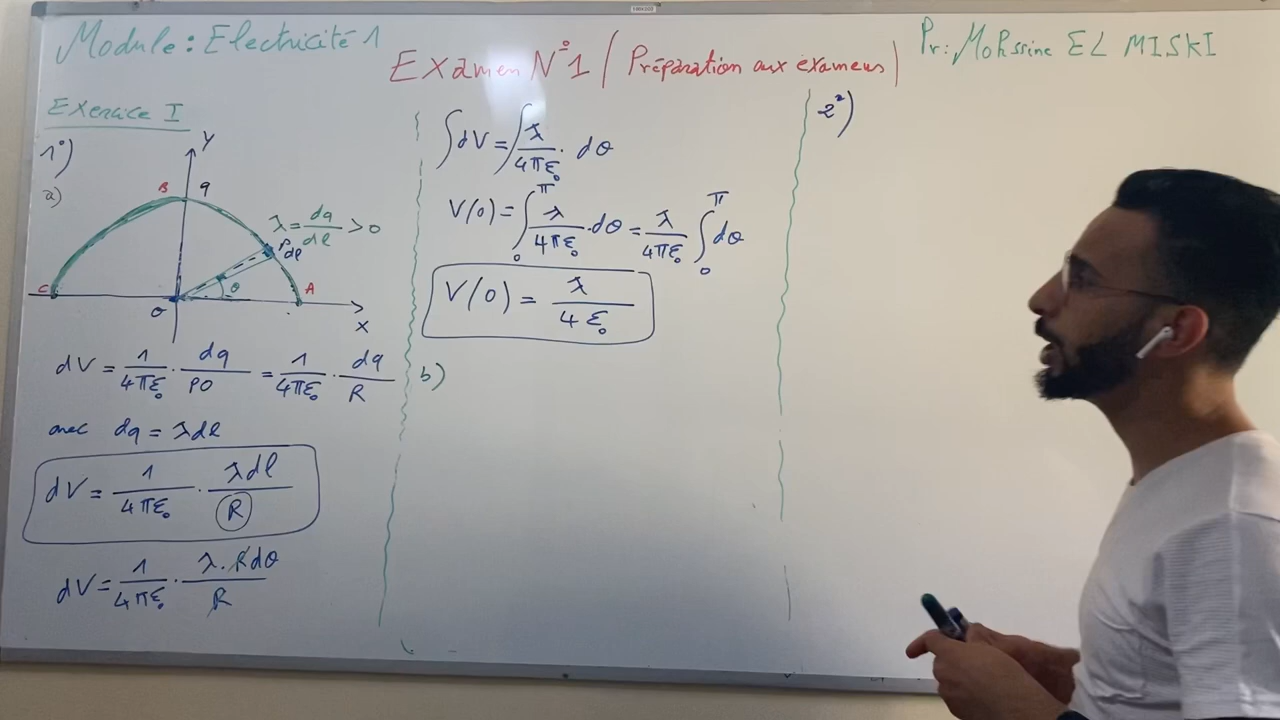 Module: Electricité 1
Examen N°1 ( Préparation aux examens )
Pr: Mohssine EL MISKI
Exercice I
1°)
a)
Y
B
q
λ = dq/dl > 0
P
dl
C
θ
A
O
X
dV = 1/4πε₀ · dq/PO = 1/4πε₀ · dq/R
avec dq = λdl
dV = 1/4πε₀ · λdl/R
dV = 1/4πε₀ · λ.Rdθ/R
∫dV = ∫ λ/4πε₀ · dθ
V(0) = ∫₀^π λ/4πε₀ · dθ = λ/4πε₀ ∫₀^π dθ
V(0) = λ/4ε₀
b)
2°)